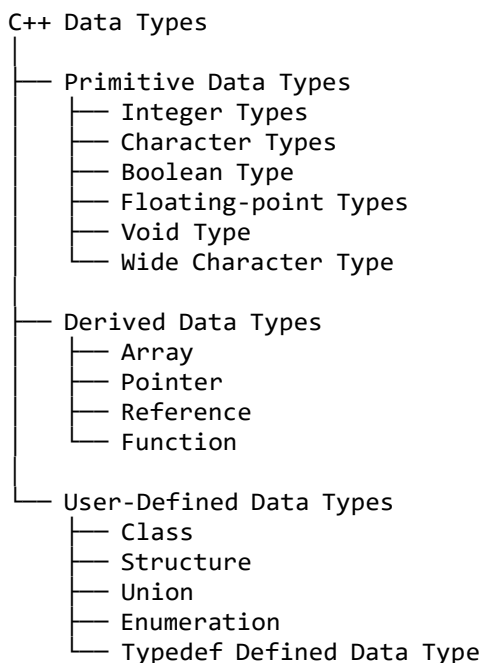 C++ Data Types
│
├── Primitive Data Types
│   ├── Integer Types
│   ├── Character Types
│   ├── Boolean Type
│   ├── Floating-point Types
│   ├── Void Type
│   └── Wide Character Type
│
├── Derived Data Types
│   ├── Array
│   ├── Pointer
│   ├── Reference
│   └── Function
│
└── User-Defined Data Types
    ├── Class
    ├── Structure
    ├── Union
    ├── Enumeration
    └── Typedef Defined Data Type